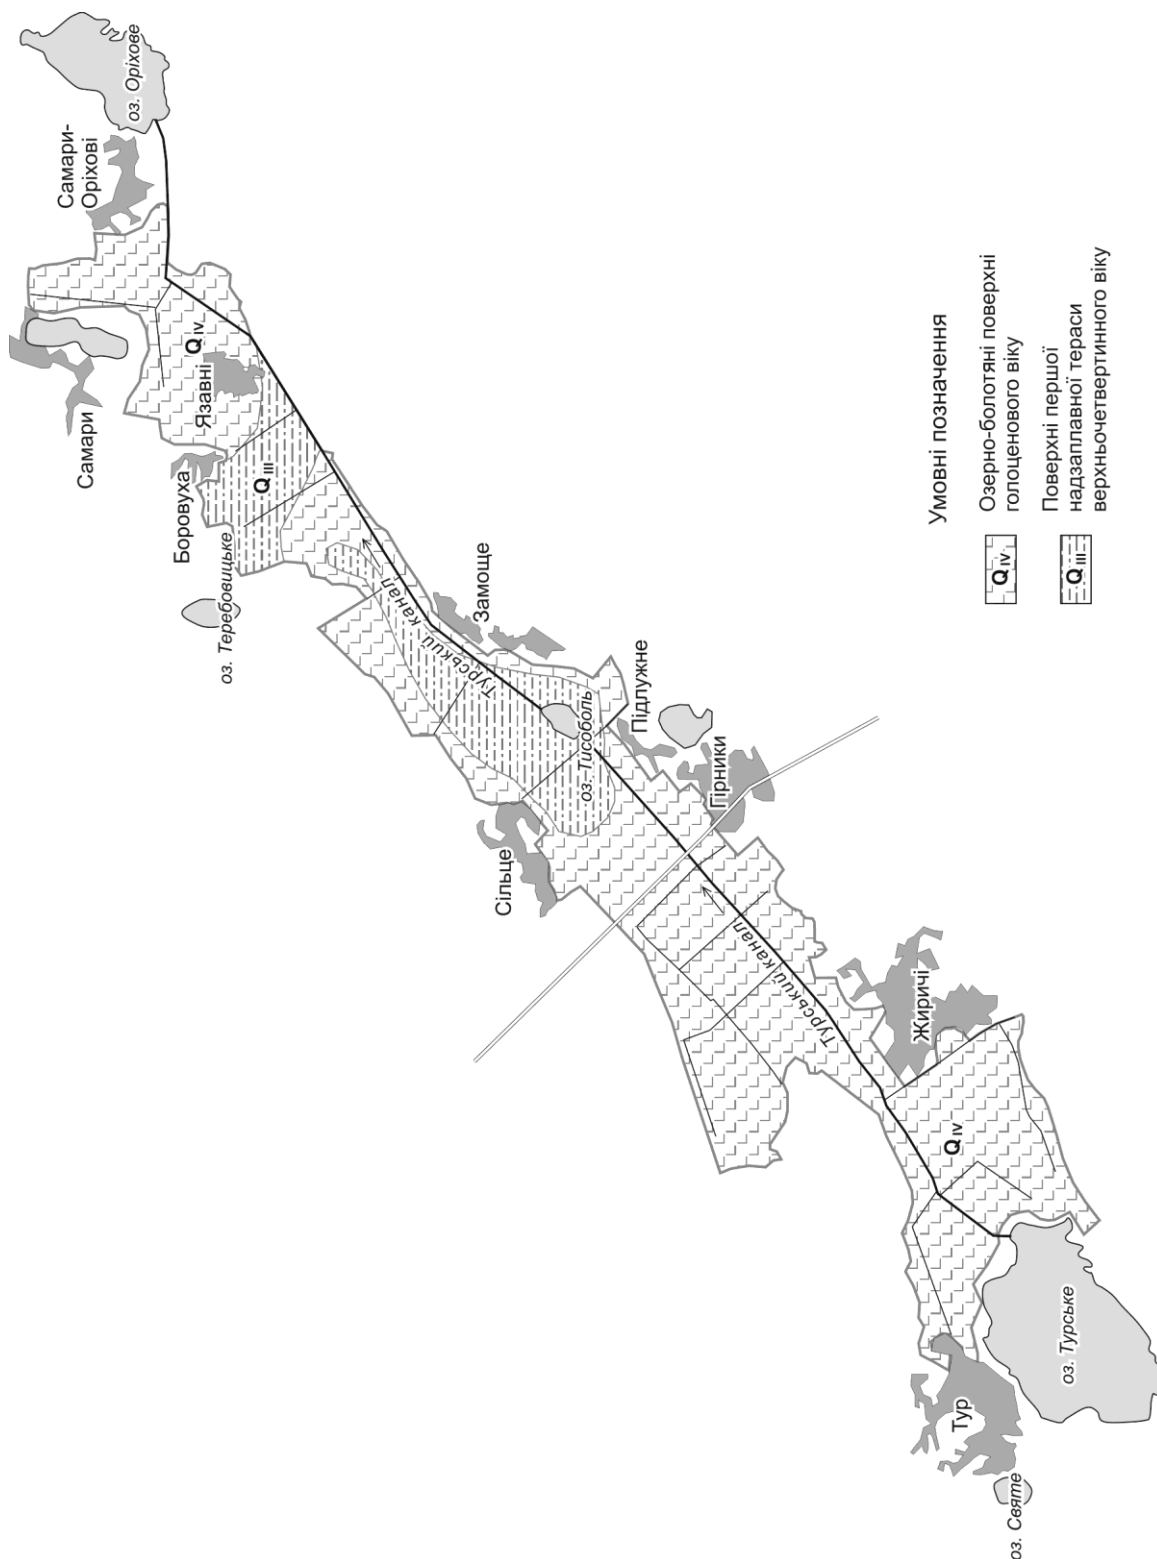 оз. Оріхове
Самари-
Оріхові
Самари
Язавні
Q IV
Боровуха
Q III
оз. Теребовицьке
Турський канал
Замоще
оз. Тисоболь
Підлужне
Гірники
Сільце
Турський канал
Жиричі
Q IV
Тур
оз. Турське
оз. Святе
Умовні позначення
Q IV
Озерно-болотяні поверхні
голоценового віку
Q III
Поверхні першої
надзаплавної тераси
верхньочетвертинного віку